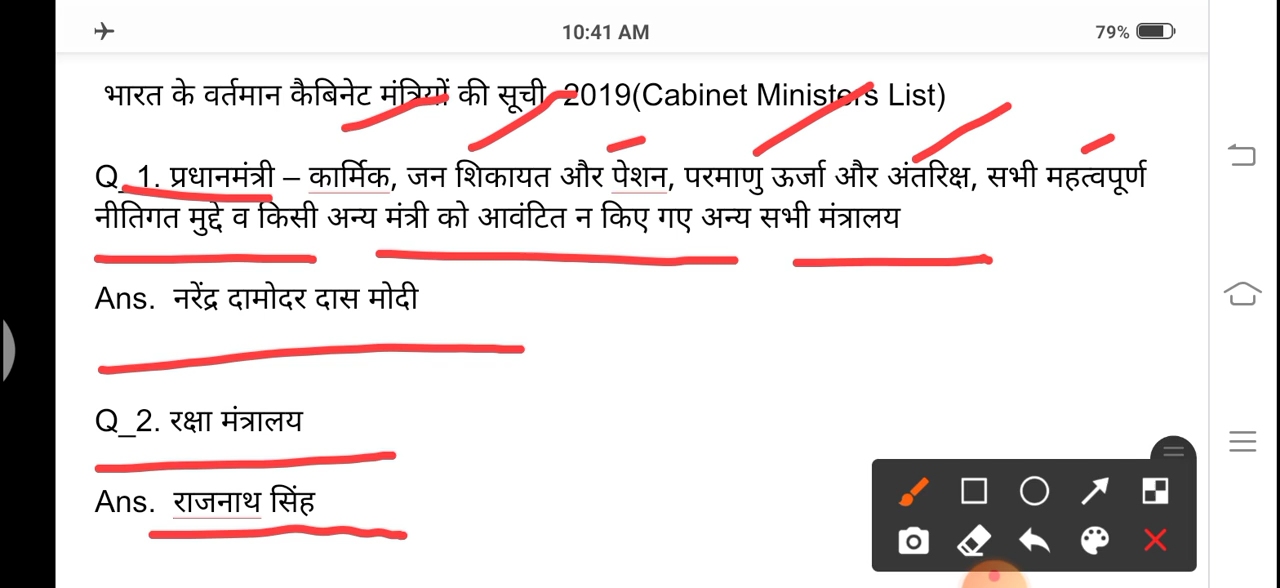 10:41 AM
79%
भारत के वर्तमान कैबिनेट मंत्रियों की सूची 2019(Cabinet Ministers List)
Q_1. प्रधानमंत्री – कार्मिक, जन शिकायत और पेशन, परमाणु ऊर्जा और अंतरिक्ष, सभी महत्वपूर्ण
नीतिगत मुद्दे व किसी अन्य मंत्री को आवंटित न किए गए अन्य सभी मंत्रालय
Ans. नरेंद्र दामोदर दास मोदी
Q_2. रक्षा मंत्रालय
Ans. राजनाथ सिंह